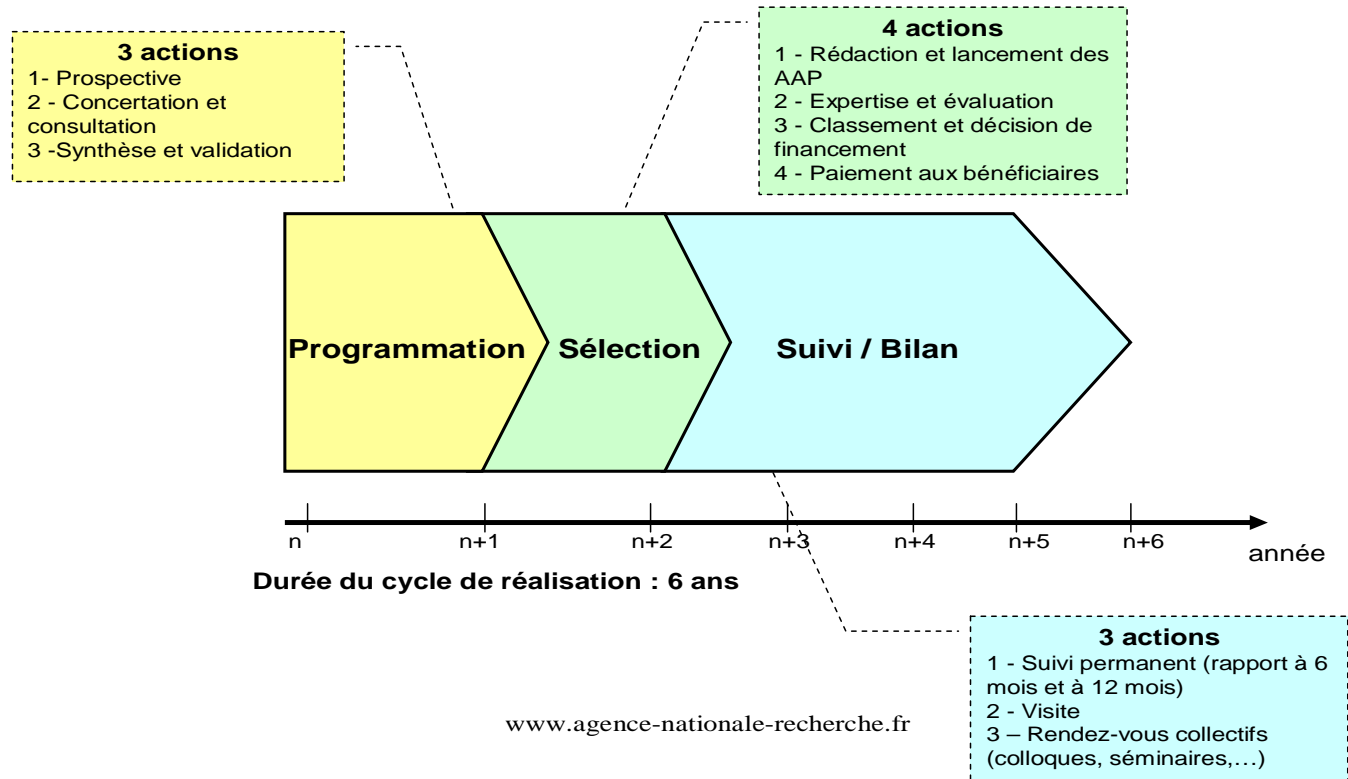 3 actions
1- Prospective
2 - Concertation et
consultation
3 -Synthèse et validation
4 actions
1 - Rédaction et lancement des
AAP
2 - Expertise et évaluation
3 - Classement et décision de
financement
4 - Paiement aux bénéficiaires
Programmation
Sélection
Suivi / Bilan
n
n+1
n+2
n+3
n+4
n+5
n+6
année
Durée du cycle de réalisation : 6 ans
3 actions
1 - Suivi permanent (rapport à 6
mois et à 12 mois)
2 - Visite
3 – Rendez-vous collectifs
(colloques, séminaires,…)
www.agence-nationale-recherche.fr